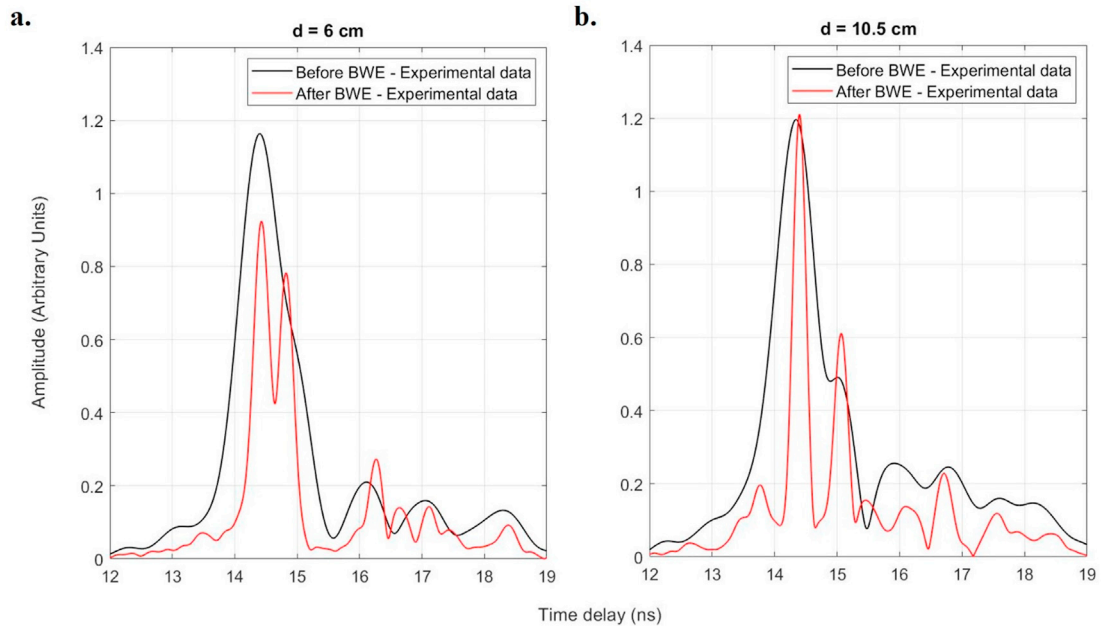 a.
d = 6 cm
1.4
1.2
1
0.8
0.6
0.4
0.2
0
12 13 14 15 16 17 18 19
Before BWE - Experimental data
After BWE - Experimental data
Amplitude (Arbitrary Units)
b.
d = 10.5 cm
1.4
1.2
1
0.8
0.6
0.4
0.2
0
12 13 14 15 16 17 18 19
Before BWE - Experimental data
After BWE - Experimental data
Time delay (ns)